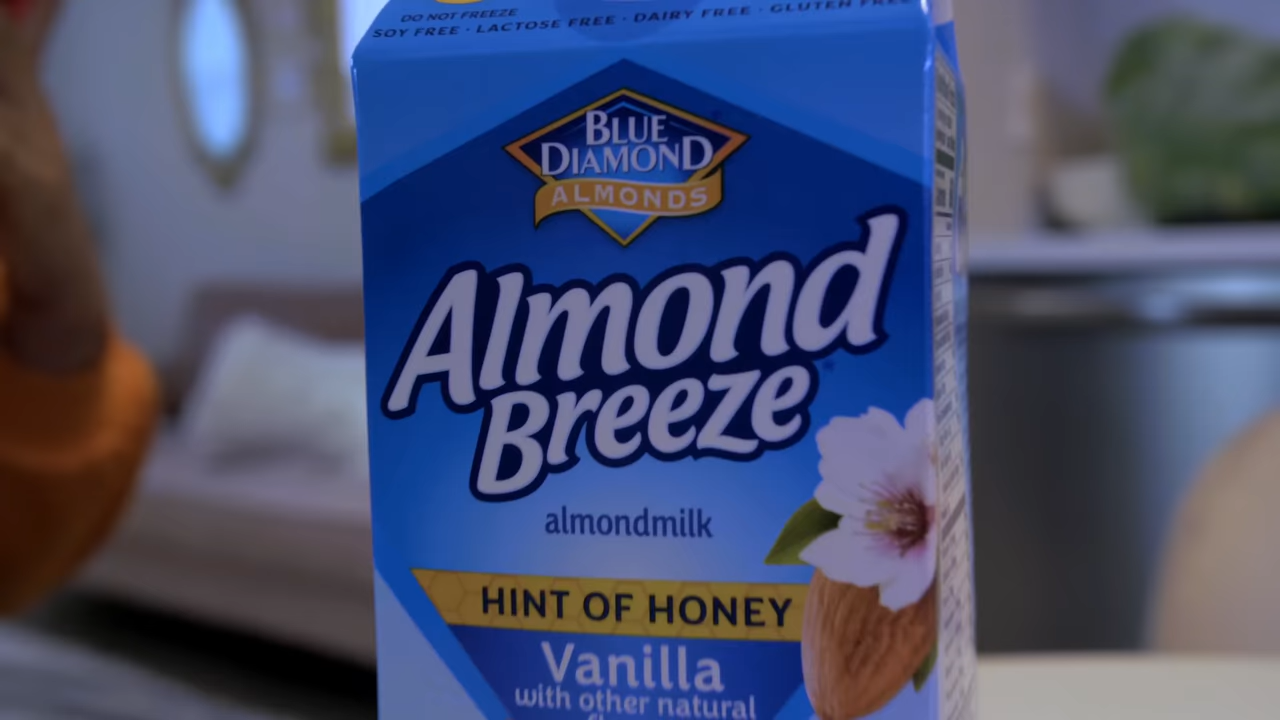 DO NOT FREEZE
SOY FREE · LACTOSE FREE · DAIRY FREE · GLUTEN FREE
BLUE
DIAMOND
ALMONDS
Almond
Breeze
almondmilk
HINT OF HONEY
Vanilla
with other natural